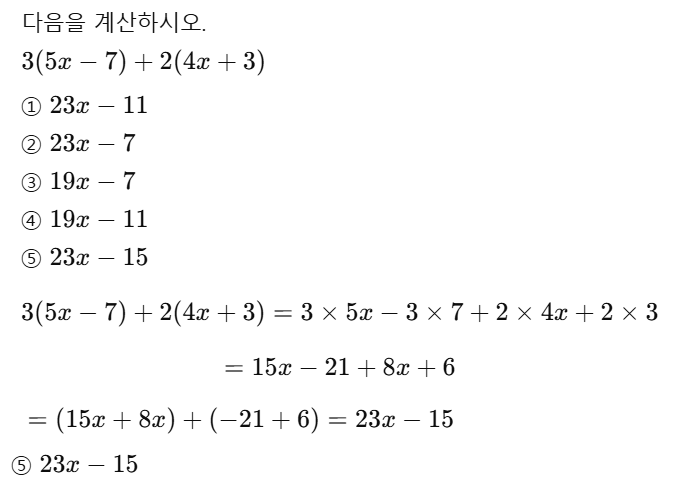 다음을 계산하시오.
3(5x − 7) + 2(4x + 3)
① 23x − 11
② 23x − 7
③ 19x − 7
④ 19x − 11
⑤ 23x − 15
3(5x − 7) + 2(4x + 3) = 3 × 5x − 3 × 7 + 2 × 4x + 2 × 3
= 15x − 21 + 8x + 6
= (15x + 8x) + (−21 + 6) = 23x − 15
⑤ 23x − 15